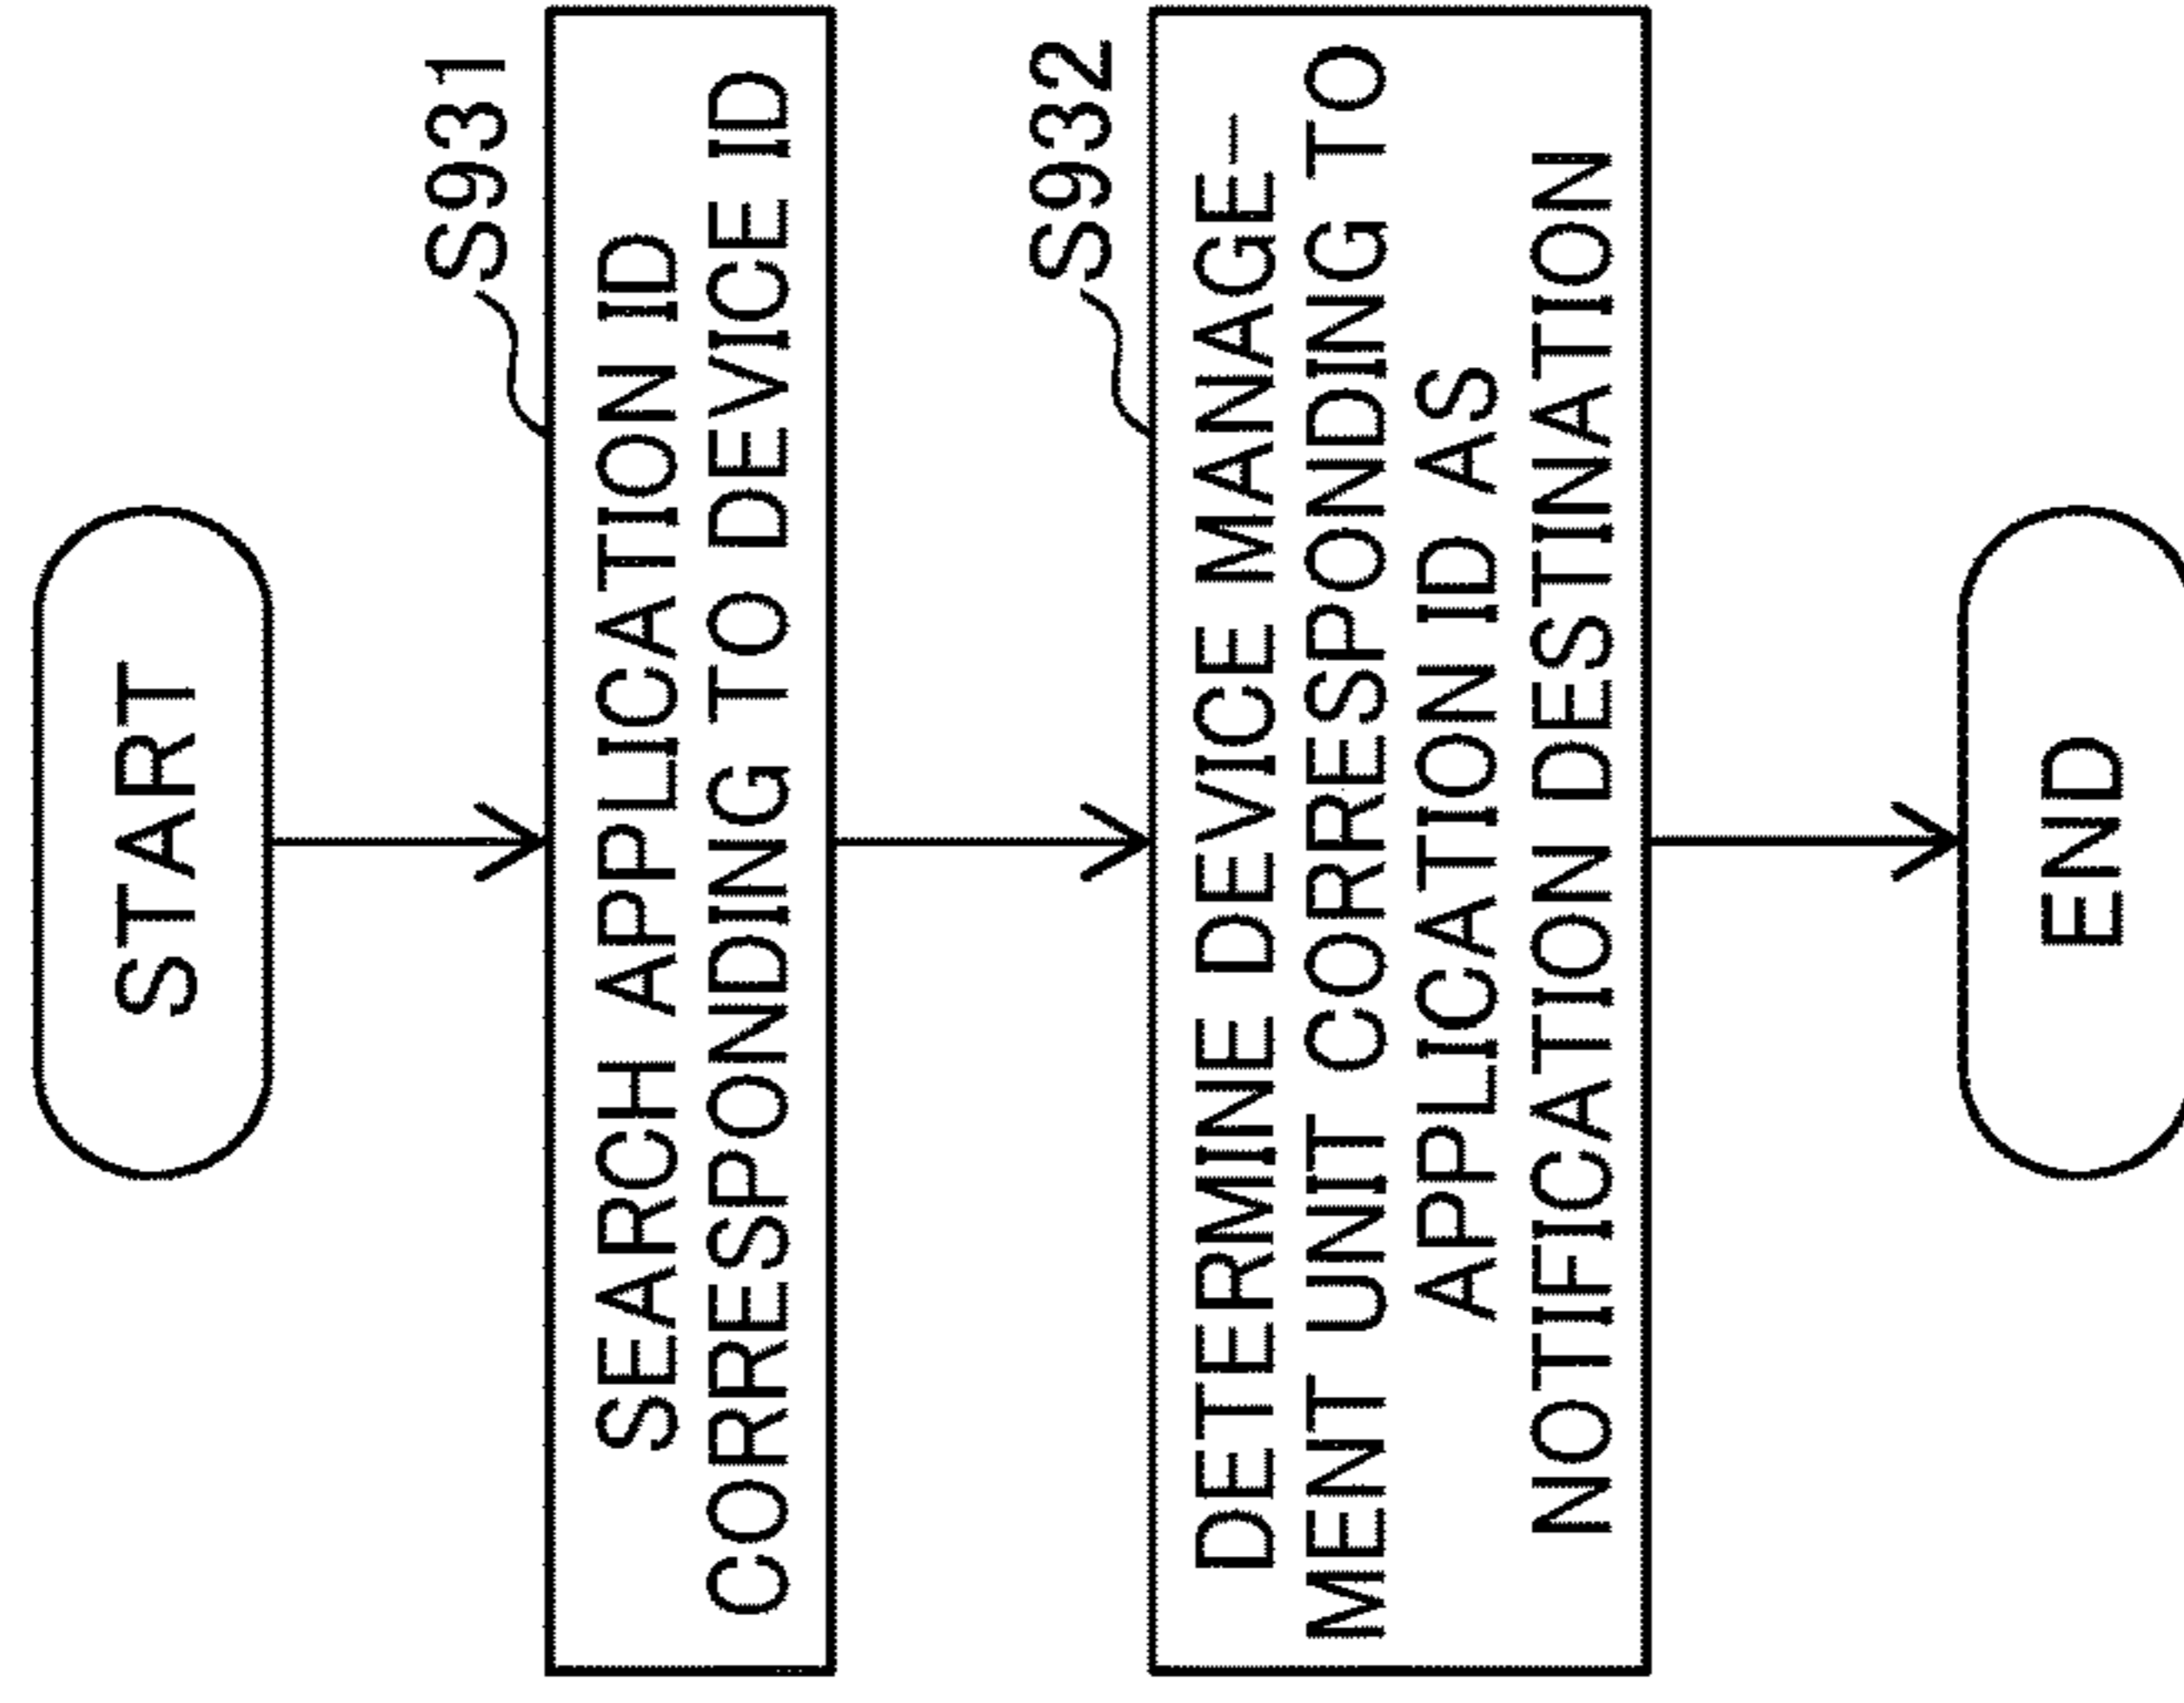 START
S931
SEARCH APPLICATION ID
CORRESPONDING TO DEVICE ID
S932
DETERMINE DEVICE MANAGE-
MENT UNIT CORRESPONDING TO
APPLICATION ID AS
NOTIFICATION DESTINATION
END